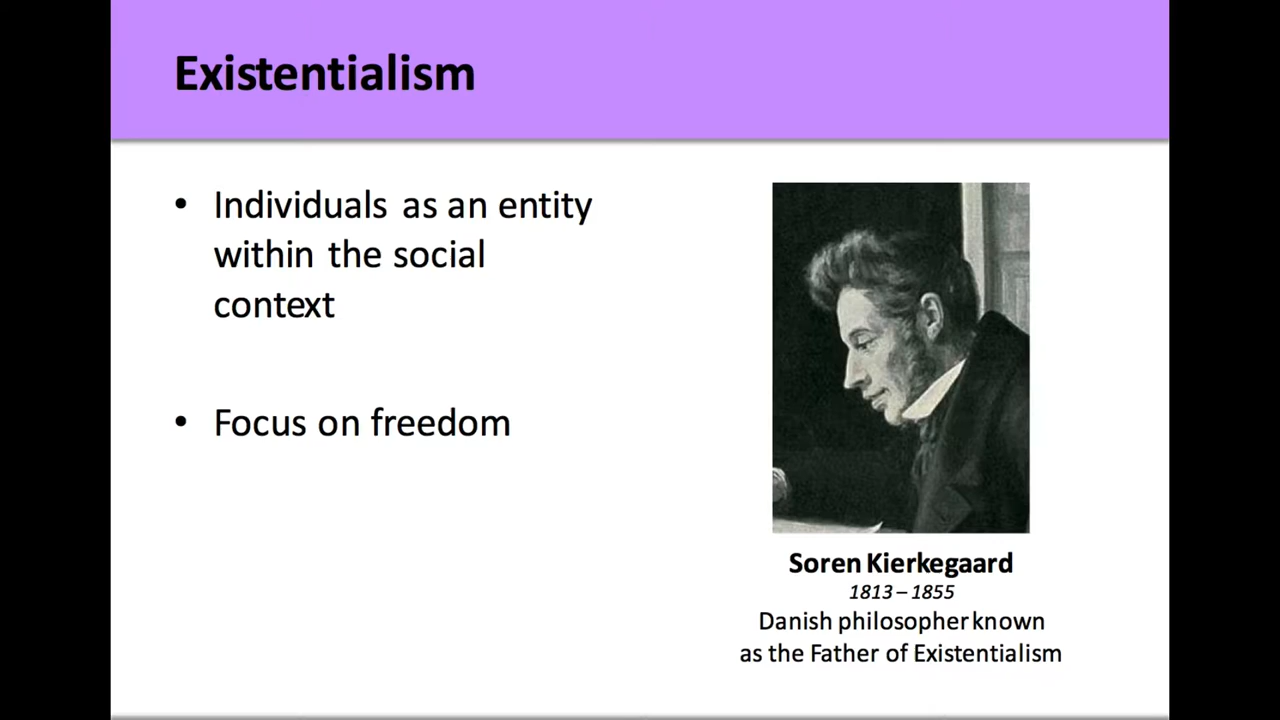 Existentialism
• Individuals as an entity
within the social
context
• Focus on freedom
Soren Kierkegaard
1813 – 1855
Danish philosopher known
as the Father of Existentialism